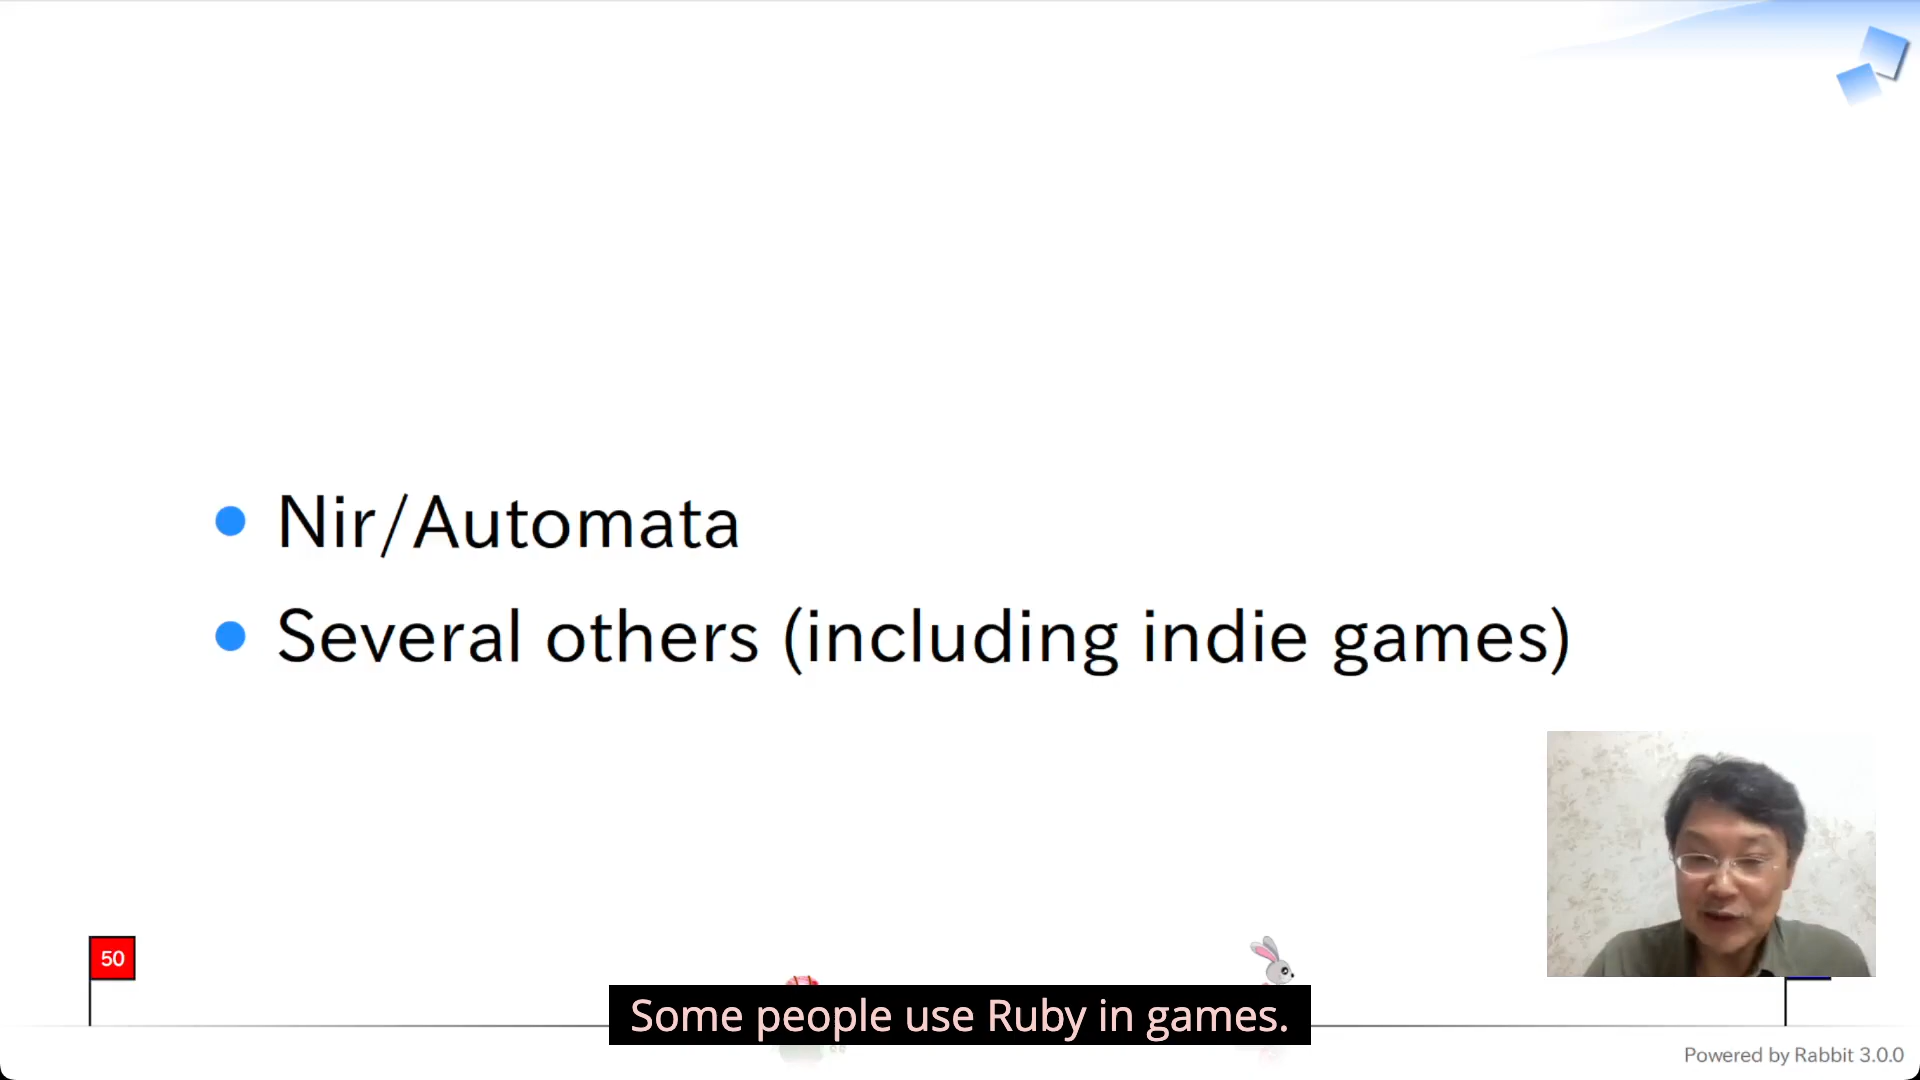 Nir/Automata
Several others (including indie games)
50
Some people use Ruby in games.
Powered by Rabbit 3.0.0